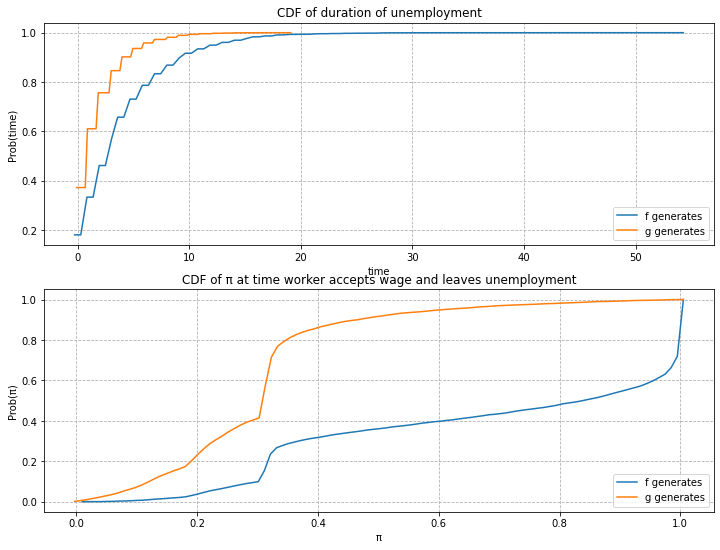 CDF of duration of unemployment
Prob(time)
1.0
0.8
0.6
0.4
0.2
0 10 20 30 40 50
time
f generates
g generates
CDF of π at time worker accepts wage and leaves unemployment
Prob(π)
1.0
0.8
0.6
0.4
0.2
0.0
0.0 0.2 0.4 0.6 0.8 1.0
π
f generates
g generates